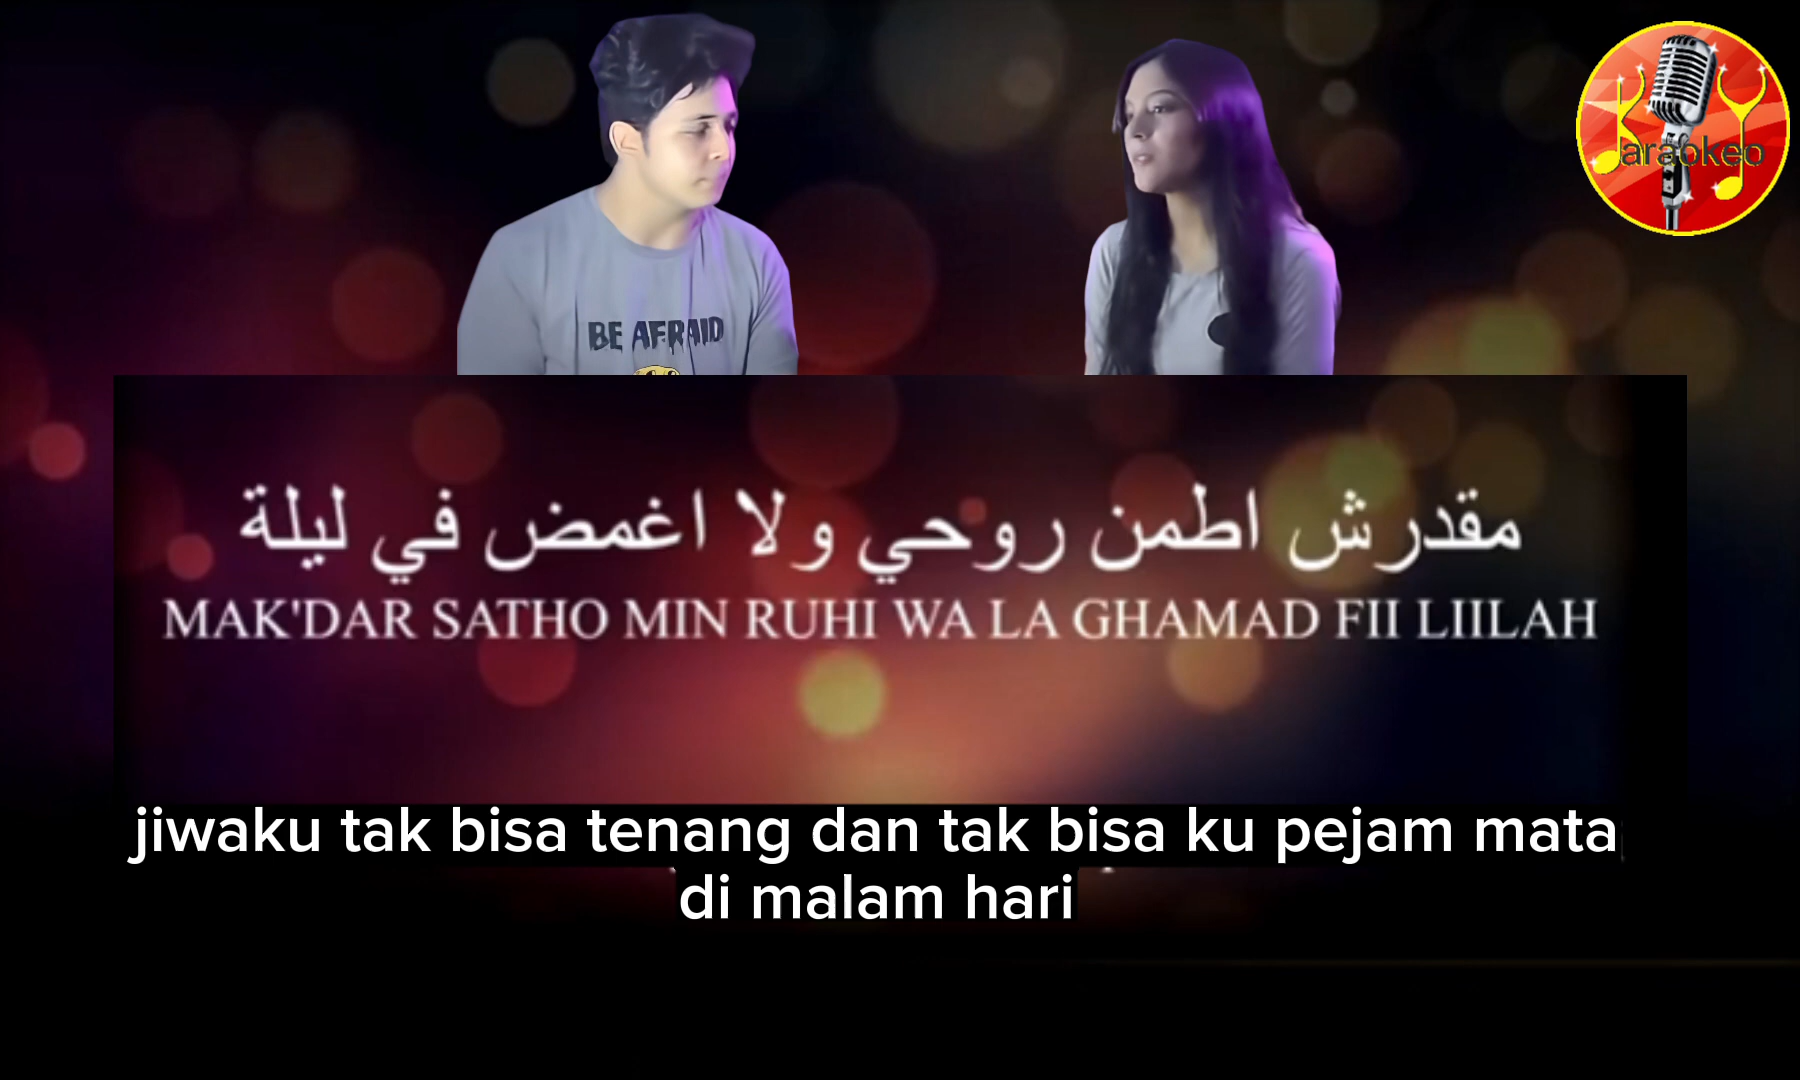 Karaokeo
BE AFRAID
مقدرش اطمن روحي ولا اغمض في ليلة
MAK'DAR SATHO MIN RUHI WA LA GHAMAD FII LIILAH
jiwaku tak bisa tenang dan tak bisa ku pejam mata
di malam hari